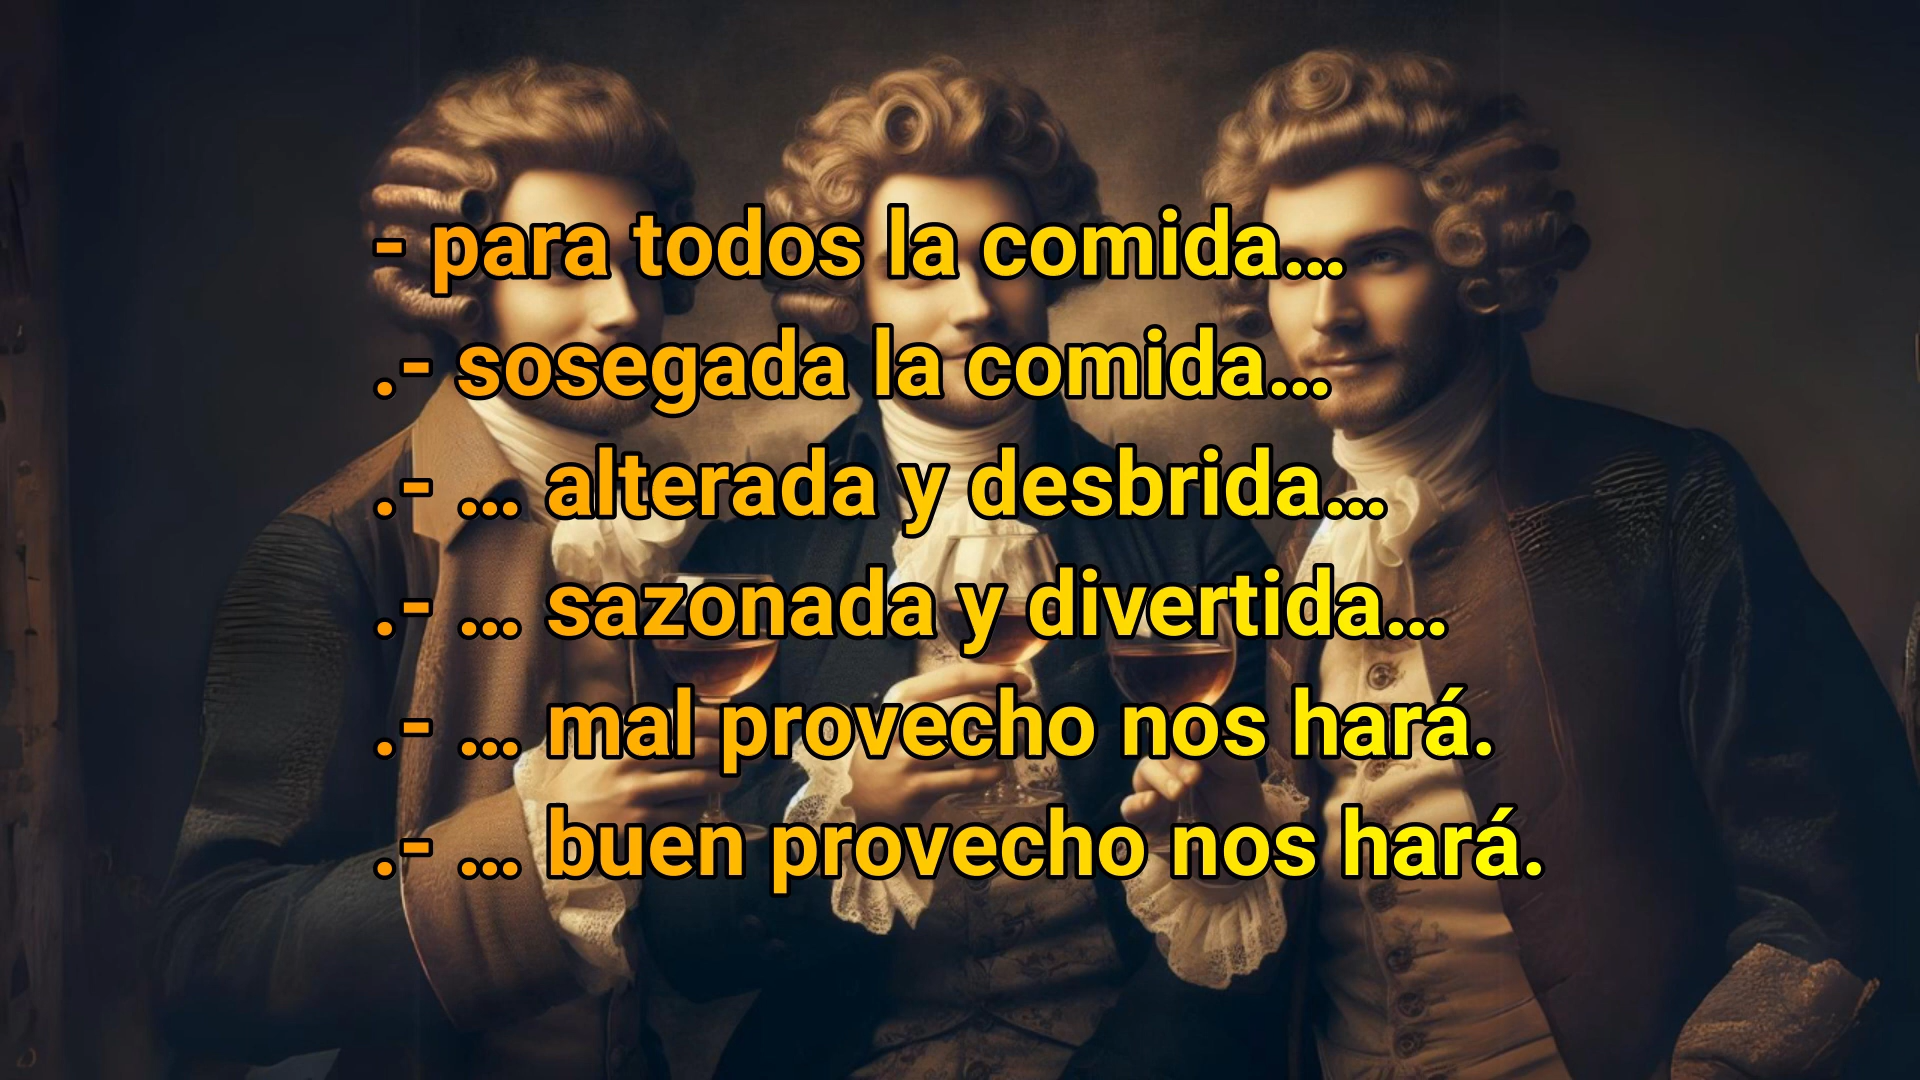 - para todos la comida...
.- sosegada la comida...
.- ... alterada y desbrida...
.- ... sazonada y divertida...
.- ... mal provecho nos hará.
.- ... buen provecho nos hará.